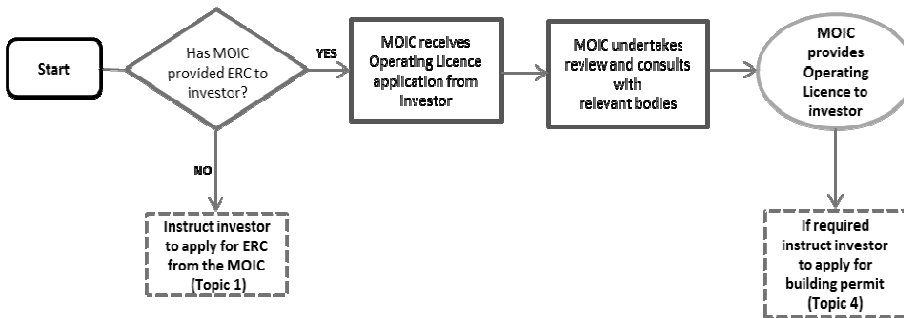 Start
Has MOIC
provided ERC to
investor?
YES
MOIC receives
Operating Licence
application from
Investor
MOIC undertakes
review and consults
with
relevant bodies
MOIC
provides
Operating
Licence to
investor
NO
Instruct investor
to apply for ERC
from the MOIC
(Topic 1)
If required
instruct investor
to apply for
building permit
(Topic 4)